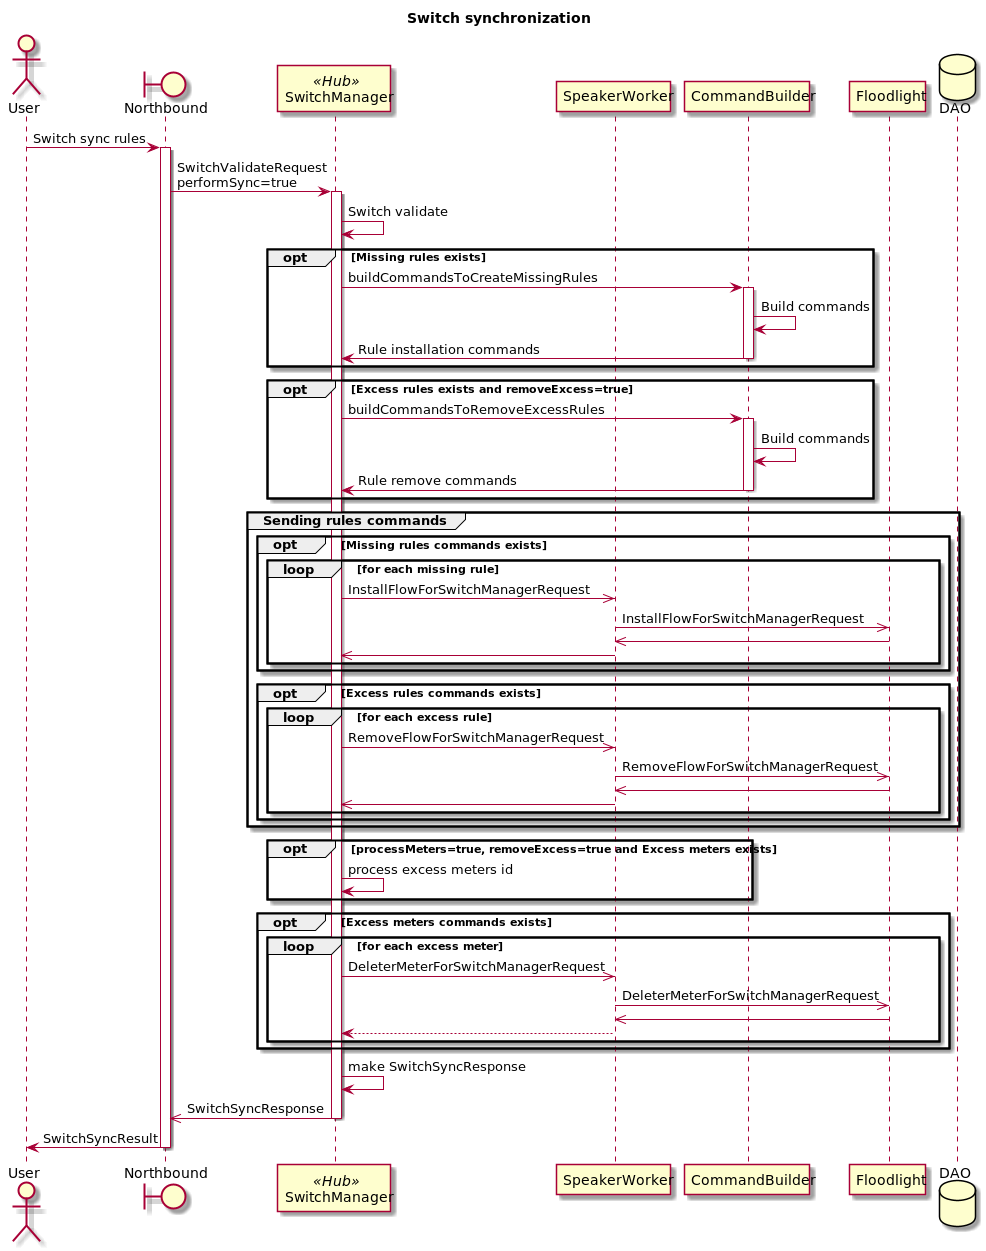 Switch synchronization
User
Northbound
«Hub»
SwitchManager
SpeakerWorker
CommandBuilder
Floodlight
DAO
Switch sync rules
SwitchValidateRequest
performSync=true
Switch validate
opt [Missing rules exists]
buildCommandsToCreateMissingRules
Build commands
Rule installation commands
opt [Excess rules exists and removeExcess=true]
buildCommandsToRemoveExcessRules
Build commands
Rule remove commands
Sending rules commands
opt [Missing rules commands exists]
loop [for each missing rule]
InstallFlowForSwitchManagerRequest
InstallFlowForSwitchManagerRequest
opt [Excess rules commands exists]
loop [for each excess rule]
RemoveFlowForSwitchManagerRequest
RemoveFlowForSwitchManagerRequest
opt [processMeters=true, removeExcess=true and Excess meters exists]
process excess meters id
opt [Excess meters commands exists]
loop [for each excess meter]
DeleterMeterForSwitchManagerRequest
DeleterMeterForSwitchManagerRequest
make SwitchSyncResponse
SwitchSyncResponse
SwitchSyncResult
User
Northbound
«Hub»
SwitchManager
SpeakerWorker
CommandBuilder
Floodlight
DAO